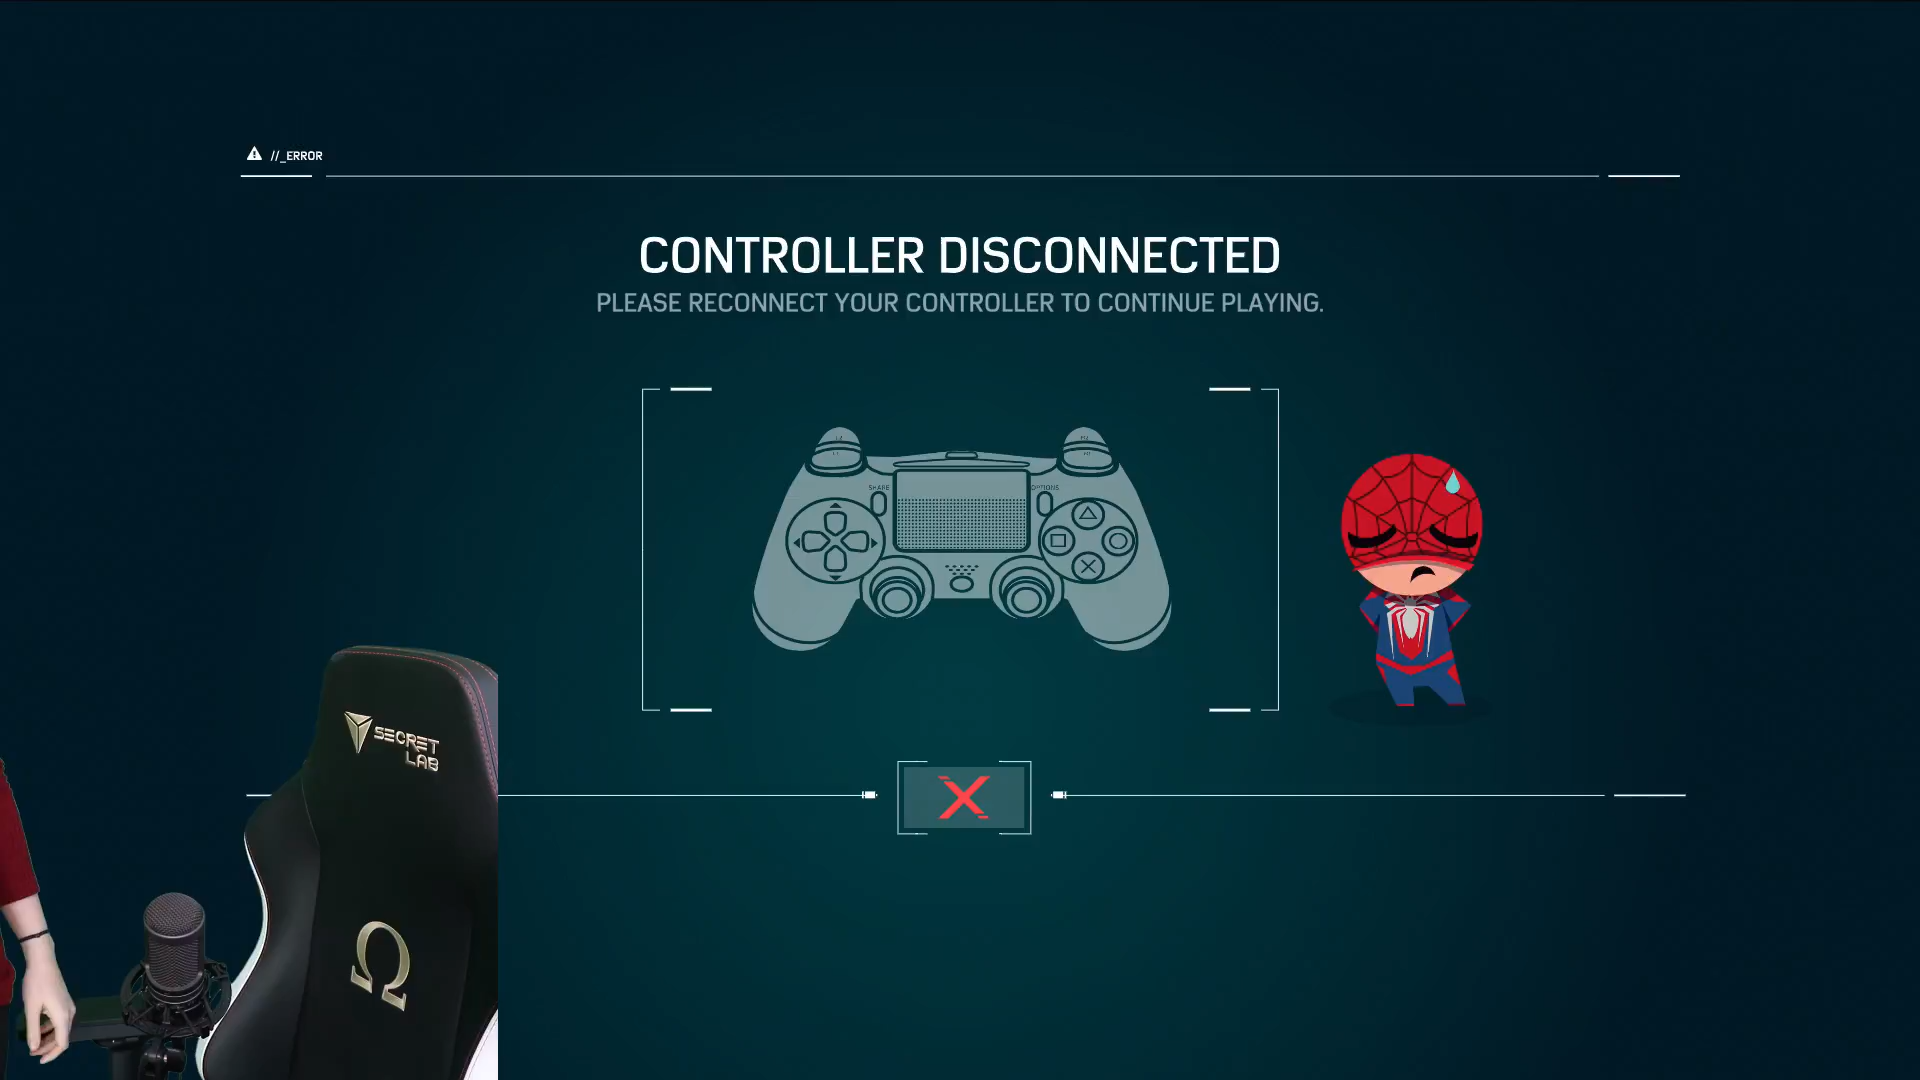 //_ERROR
CONTROLLER DISCONNECTED
PLEASE RECONNECT YOUR CONTROLLER TO CONTINUE PLAYING.
SHARE
OPTIONS
SECRET
LAB
Ω